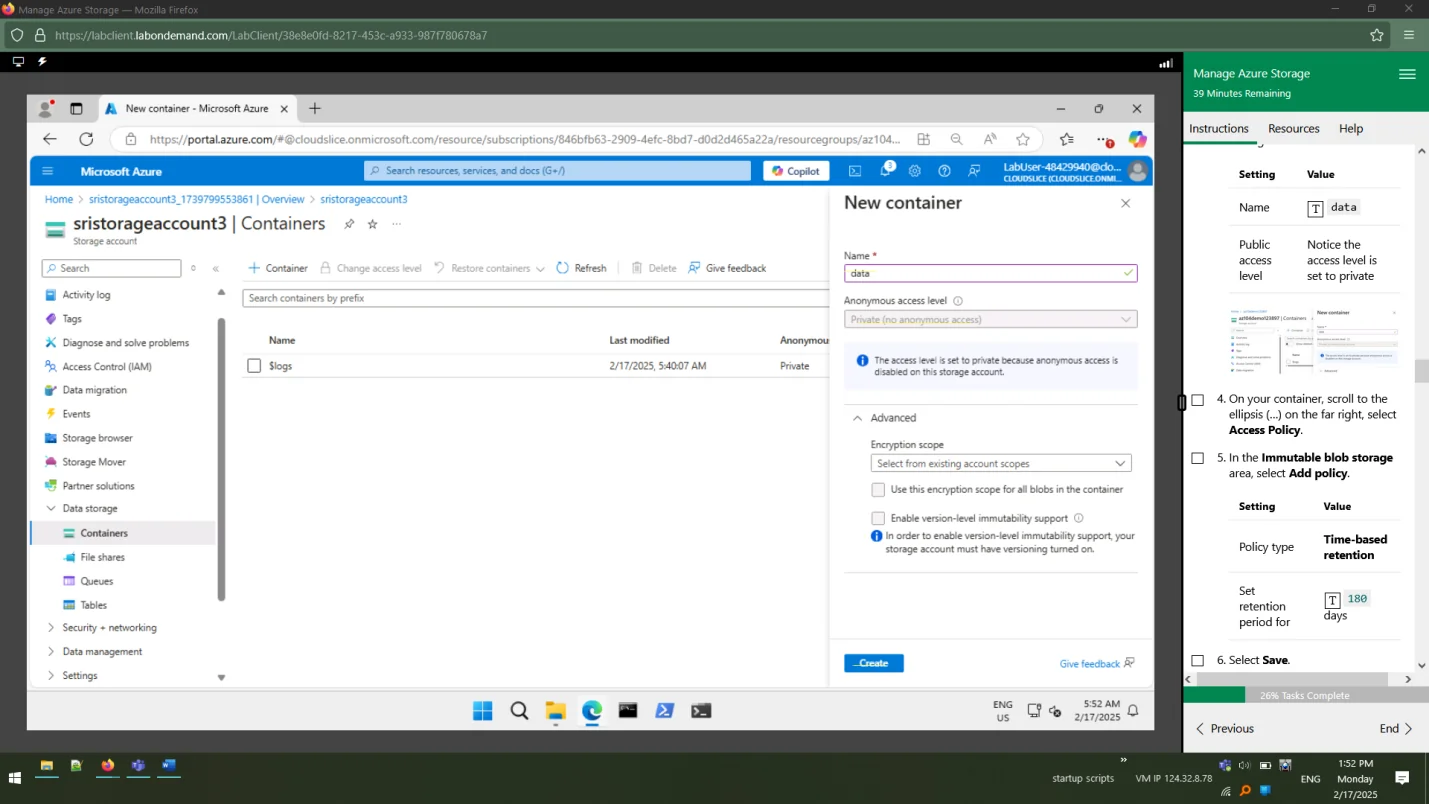 Manage Azure Storage — Mozilla Firefox
https://labclient.labondemand.com/LabClient/38e8e0fd-8217-453c-a933-987f780678a7
New container - Microsoft Azure
https://portal.azure.com/#@cloudslice.onmicrosoft.com/resource/subscriptions/846bfb63-2909-4efc-8bd7-d0d2d465a22a/resourcegroups/az104...
Microsoft Azure
Search resources, services, and docs (G+/)
Copilot
3
LabUser-48429940@clo...
CLOUDSLICE (CLOUDSLICE.ONMI...
Home > sristorageaccount3_1739799553861 | Overview > sristorageaccount3
sristorageaccount3 | Containers
Storage account
Search
Container
Change access level
Restore containers
Refresh
Delete
Give feedback
Activity log
Tags
Diagnose and solve problems
Access Control (IAM)
Data migration
Events
Storage browser
Storage Mover
Partner solutions
Data storage
Containers
File shares
Queues
Tables
Security + networking
Data management
Settings
Search containers by prefix
Name Last modified Anonymou
$logs 2/17/2025, 5:40:07 AM Private
New container
Name *
data
Anonymous access level
Private (no anonymous access)
The access level is set to private because anonymous access is
disabled on this storage account.
Advanced
Encryption scope
Select from existing account scopes
Use this encryption scope for all blobs in the container
Enable version-level immutability support
In order to enable version-level immutability support, your
storage account must have versioning turned on.
Create
Give feedback
ENG
US
5:52 AM
2/17/2025
Manage Azure Storage
39 Minutes Remaining
Instructions Resources Help
Setting Value
Name T data
Public
access
level
Notice the
access level is
set to private
4. On your container, scroll to the
ellipsis (...) on the far right, select
Access Policy.
5. In the Immutable blob storage
area, select Add policy.
Setting Value
Policy type
Time-based
retention
Set
retention
period for
T 180
days
6. Select Save.
26% Tasks Complete
Previous
End
startup scripts
VM IP 124.32.8.78
ENG
1:52 PM
Monday
2/17/2025